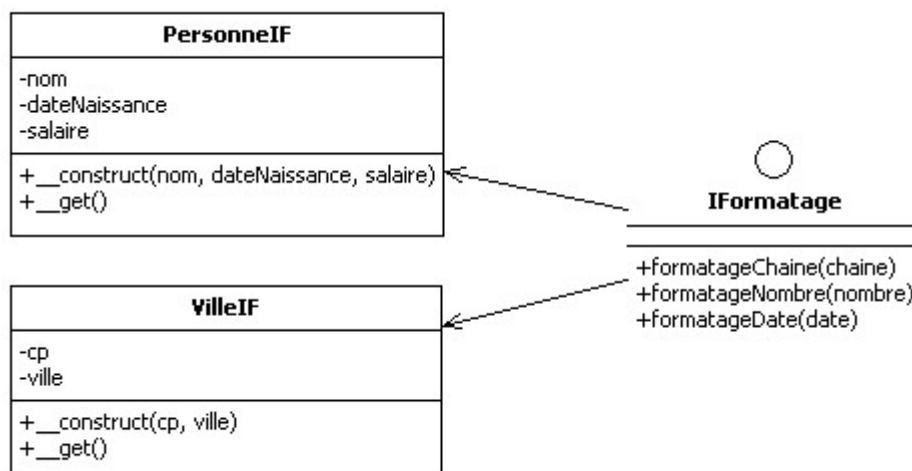 PersonneIF
-nom
-dateNaissance
-salaire
+__construct(nom, dateNaissance, salaire)
+__get()
IFormatage
+formatageChaine(chaine)
+formatageNombre(nombre)
+formatageDate(date)
VilleIF
-cp
-ville
+__construct(cp, ville)
+__get()